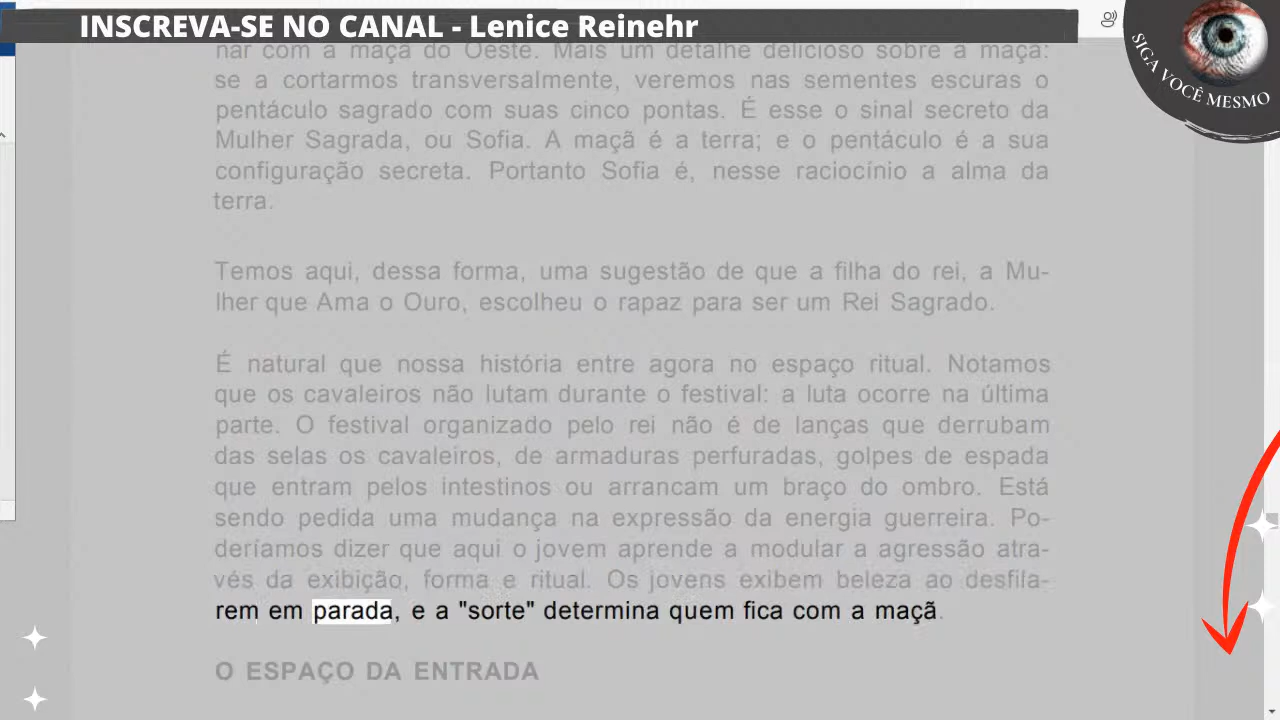 INSCREVA-SE NO CANAL - Lenice Reinehr
SIGA VOCÊ MESMO
nar com a maçã do Oeste. Mais um detalhe delicioso sobre a maçã:
se a cortarmos transversalmente, veremos nas sementes escuras o
pentáculo sagrado com suas cinco pontas. É esse o sinal secreto da
Mulher Sagrada, ou Sofia. A maçã é a terra; e o pentáculo é a sua
configuração secreta. Portanto Sofia é, nesse raciocínio a alma da
terra.
Temos aqui, dessa forma, uma sugestão de que a filha do rei, a Mu-
lher que Ama o Ouro, escolheu o rapaz para ser um Rei Sagrado.
É natural que nossa história entre agora no espaço ritual. Notamos
que os cavaleiros não lutam durante o festival: a luta ocorre na última
parte. O festival organizado pelo rei não é de lanças que derrubam
das selas os cavaleiros, de armaduras perfuradas, golpes de espada
que entram pelos intestinos ou arrancam um braço do ombro. Está
sendo pedida uma mudança na expressão da energia guerreira. Po-
deríamos dizer que aqui o jovem aprende a modular a agressão atra-
vés da exibição, forma e ritual. Os jovens exibem beleza ao desfila-
rem em parada, e a "sorte" determina quem fica com a maçã.
O ESPAÇO DA ENTRADA